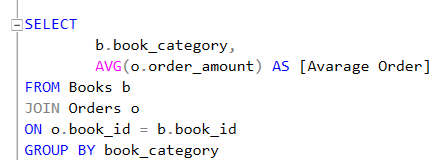 SELECT
b.book_category,
AVG(o.order_amount) AS [Avarage Order]
FROM Books b
JOIN Orders o
ON o.book_id = b.book_id
GROUP BY book_category